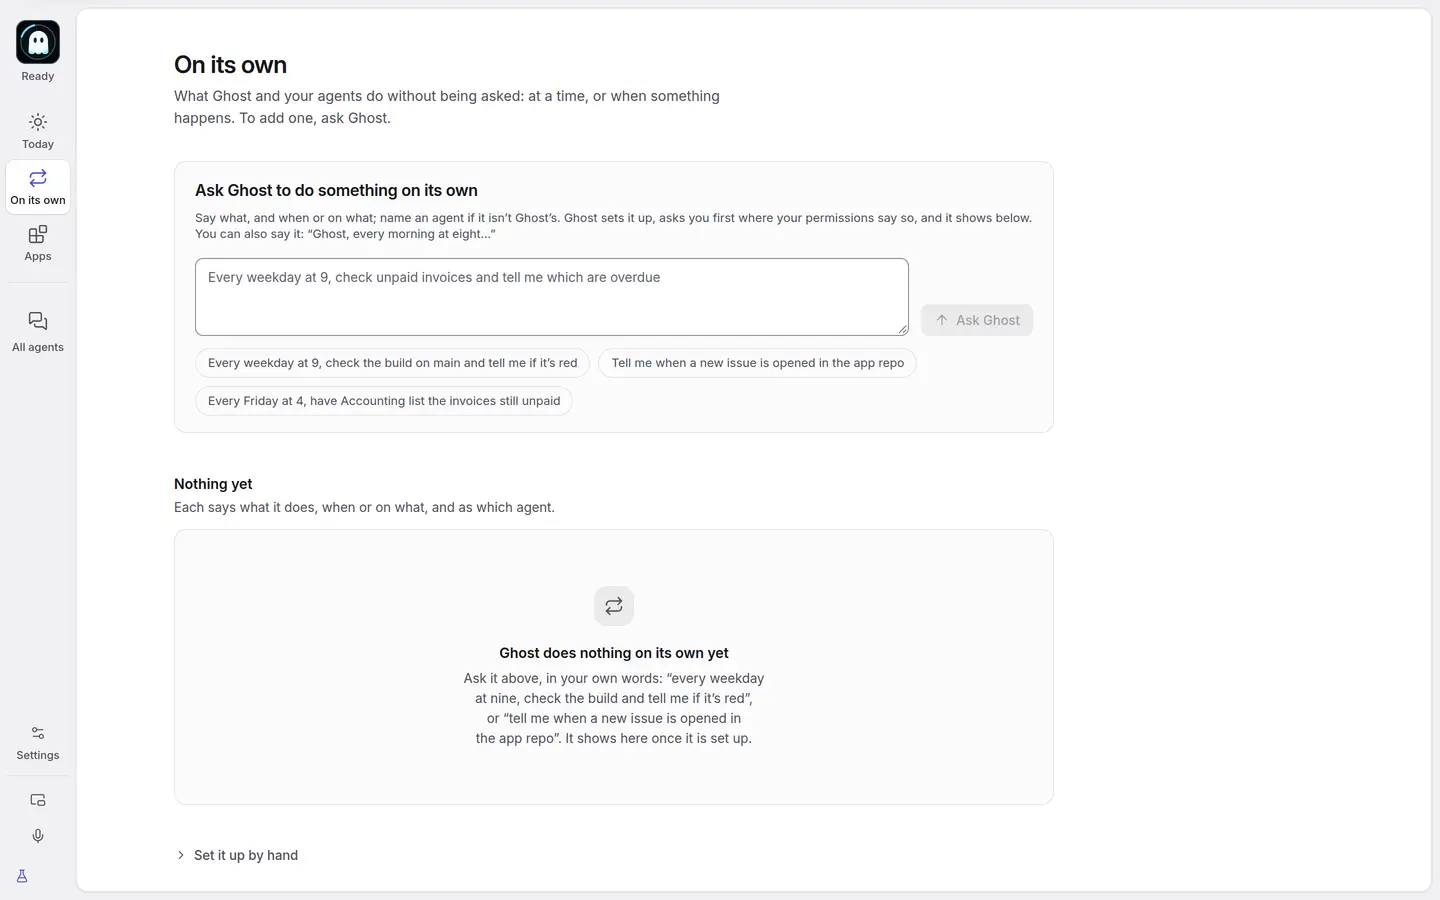 Ready
Today
On its own
Apps
All agents
Settings
On its own
What Ghost and your agents do without being asked: at a time, or when something
happens. To add one, ask Ghost.
Ask Ghost to do something on its own
Say what, and when or on what; name an agent if it isn’t Ghost’s. Ghost sets it up, asks you first where your permissions say so, and it shows below.
You can also say it: “Ghost, every morning at eight…”
Every weekday at 9, check unpaid invoices and tell me which are overdue
Ask Ghost
Every weekday at 9, check the build on main and tell me if it’s red
Tell me when a new issue is opened in the app repo
Every Friday at 4, have Accounting list the invoices still unpaid
Nothing yet
Each says what it does, when or on what, and as which agent.
Ghost does nothing on its own yet
Ask it above, in your own words: “every weekday
at nine, check the build and tell me if it’s red”,
or “tell me when a new issue is opened in
the app repo”. It shows here once it is set up.
Set it up by hand